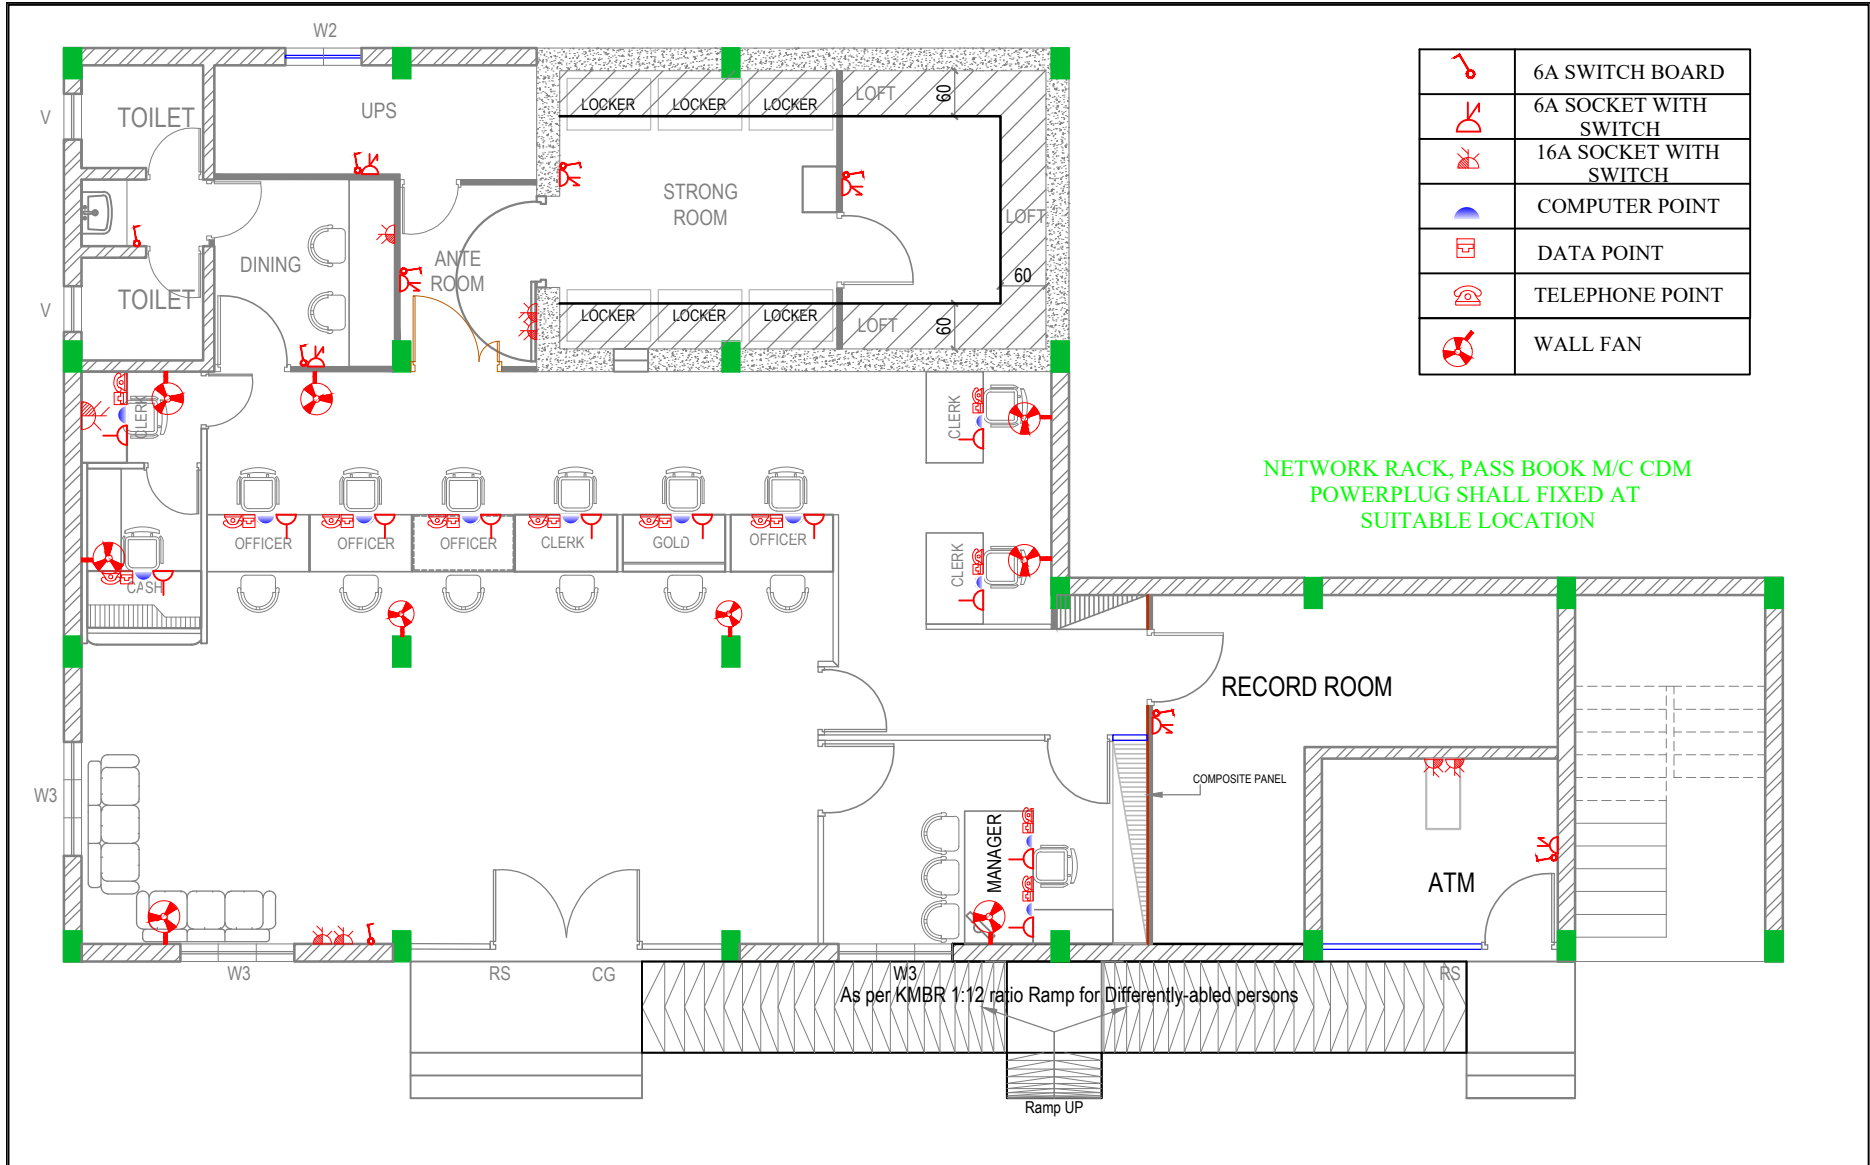 W2
6A SWITCH BOARD
6A SOCKET WITH
SWITCH
16A SOCKET WITH
SWITCH
COMPUTER POINT
DATA POINT
TELEPHONE POINT
WALL FAN
V
TOILET
UPS
LOCKER
LOCKER
LOCKER
LOFT
60
STRONG
ROOM
LOFT
DINING
ANTE
ROOM
60
V
TOILET
LOCKER
LOCKER
LOCKER
LOFT
60
CLERK
CLERK
NETWORK RACK, PASS BOOK M/C CDM
POWERPLUG SHALL FIXED AT
SUITABLE LOCATION
OFFICER
OFFICER
OFFICER
CLERK
GOLD
OFFICER
CLERK
CASH
RECORD ROOM
COMPOSITE PANEL
W3
MANAGER
ATM
W3
RS
CG
W3
RS
As per KMBR 1:12 ratio Ramp for Differently-abled persons
Ramp UP